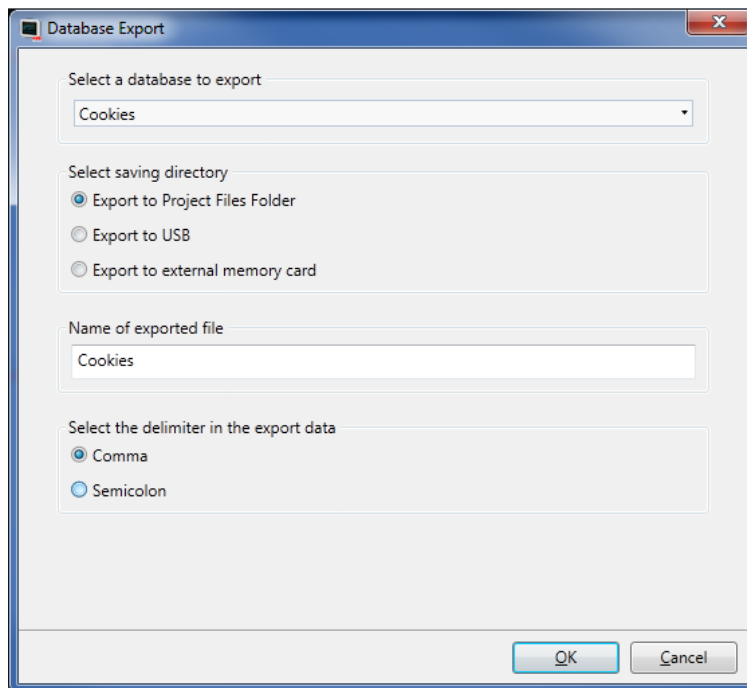 Database Export
Select a database to export
Cookies
Select saving directory
Export to Project Files Folder
Export to USB
Export to external memory card
Name of exported file
Cookies
Select the delimiter in the export data
Comma
Semicolon
OK
Cancel